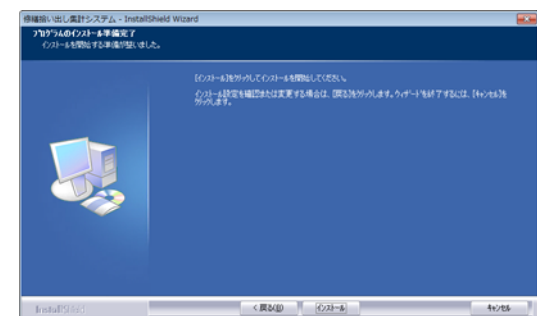 修繕拾い出し集計システム - InstallShield Wizard
ﾌﾟﾛｸﾞﾗﾑのｲﾝｽﾄｰﾙ準備完了
ｲﾝｽﾄｰﾙを開始する準備が整いました。
[ｲﾝｽﾄｰﾙ]をｸﾘｯｸしてｲﾝｽﾄｰﾙを開始してください。
ｲﾝｽﾄｰﾙ設定を確認または変更する場合は、[戻る]をｸﾘｯｸします。ｳｨｻﾞｰﾄﾞを終了するには、[ｷｬﾝｾﾙ]を
ｸﾘｯｸします。
InstallShield
< 戻る(B)
ｲﾝｽﾄｰﾙ
ｷｬﾝｾﾙ